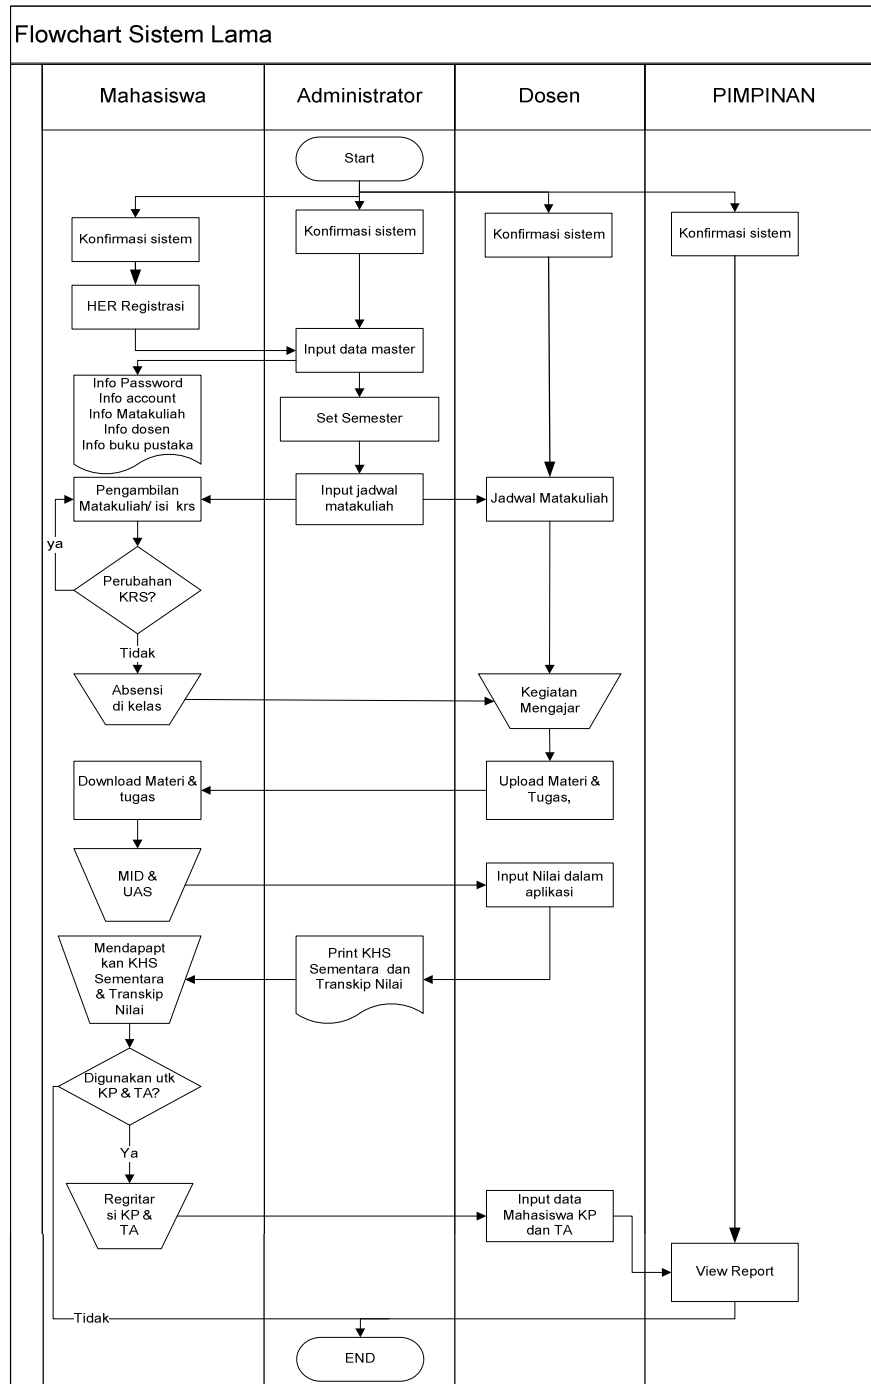 Flowchart Sistem Lama
Mahasiswa
Administrator
Dosen
PIMPINAN
Start
Konfirmasi sistem
Konfirmasi sistem
Konfirmasi sistem
Konfirmasi sistem
HER Registrasi
Input data master
Info Password
Info account
Info Matakuliah
Info dosen
Info buku pustaka
Set Semester
Pengambilan
Matakuliah/ isi krs
Input jadwal
matakuliah
Jadwal Matakuliah
ya
Perubahan
KRS?
Tidak
Absensi
di kelas
Kegiatan
Mengajar
Download Materi &
tugas
Upload Materi &
Tugas,
MID &
UAS
Input Nilai dalam
aplikasi
Mendapapt
kan KHS
Sementara
& Transkip
Nilai
Print KHS
Sementara dan
Transkip Nilai
Digunakan utk
KP & TA?
Ya
Regritar
si KP &
TA
Input data
Mahasiswa KP
dan TA
View Report
Tidak
END